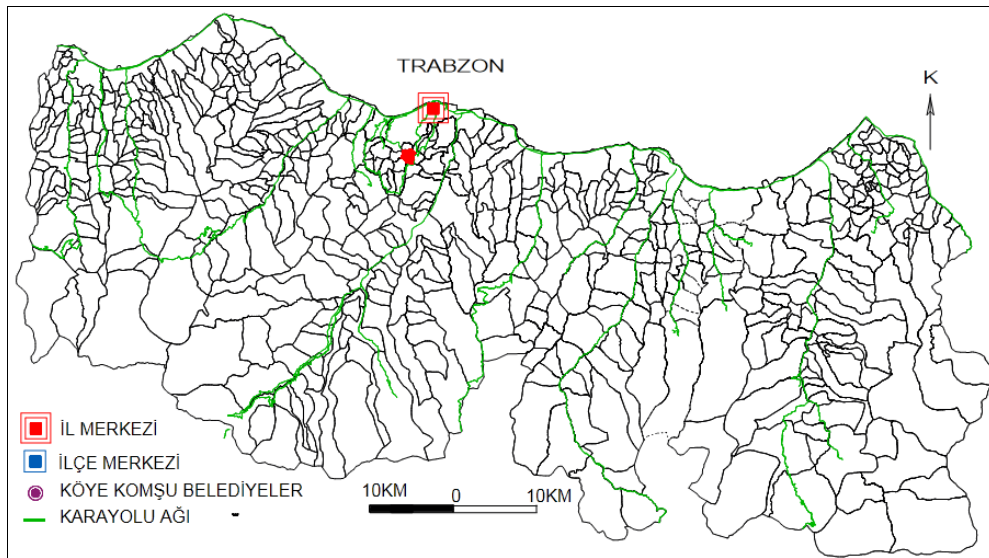 TRABZON
K
İL MERKEZİ
İLÇE MERKEZİ
KÖYE KOMŞU BELEDİYELER
KARAYOLU AĞI
10KM 0 10KM